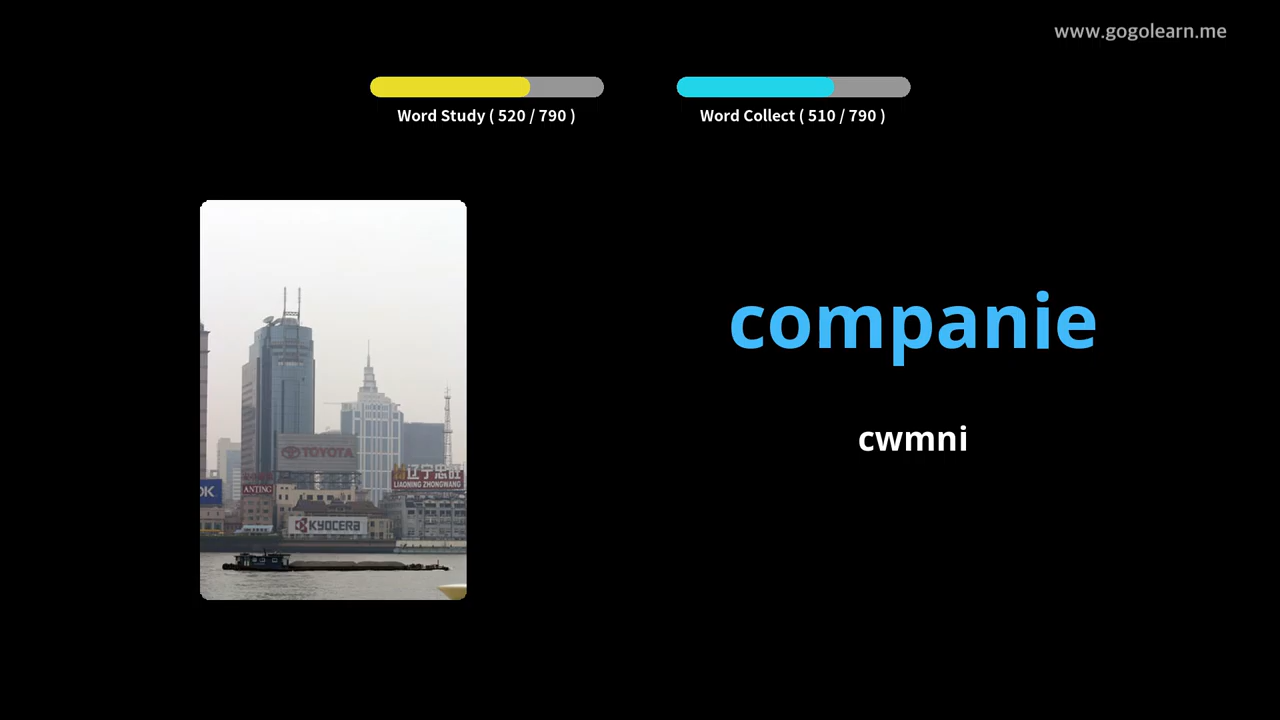 www.gogolearn.me
Word Study ( 520 / 790 )
Word Collect ( 510 / 790 )
companie
cwmni
TOYOTA
辽宁忠旺
LIAONING ZHONGWANG
OK
ANTING
KYOCERA